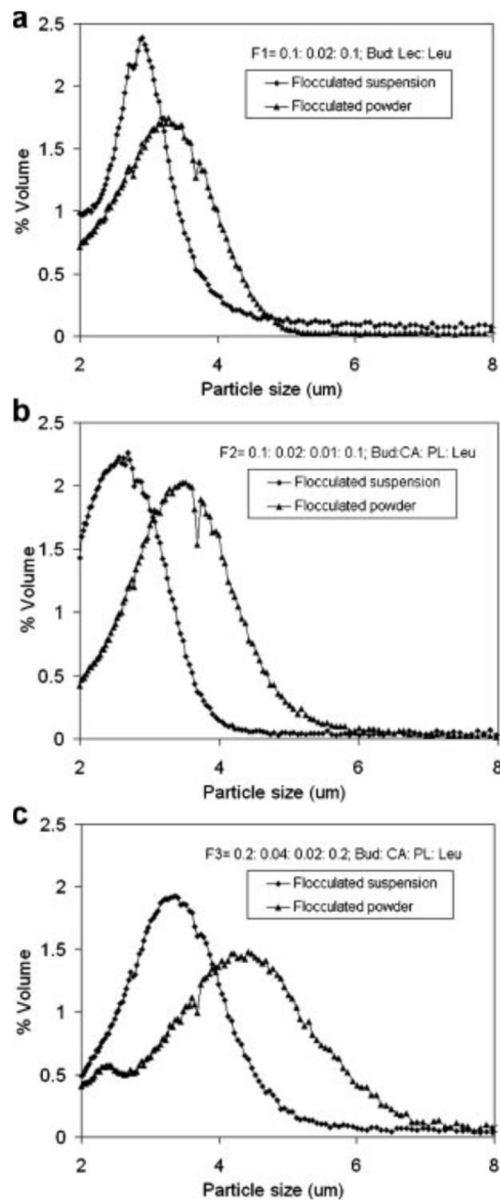 a
F1= 0.1: 0.02: 0.1; Bud: Lec: Leu
Flocculated suspension
Flocculated powder
% Volume
2.5
2
1.5
1
0.5
0
2 4 6 8
Particle size (um)
b
F2= 0.1: 0.02: 0.01: 0.1; Bud:CA: PL: Leu
Flocculated suspension
Flocculated powder
% Volume
2.5
2
1.5
1
0.5
0
2 4 6 8
Particle size (um)
c
F3= 0.2: 0.04: 0.02: 0.2; Bud: CA: PL: Leu
Flocculated suspension
Flocculated powder
% Volume
2.5
2
1.5
1
0.5
0
2 4 6 8
Particle size (um)